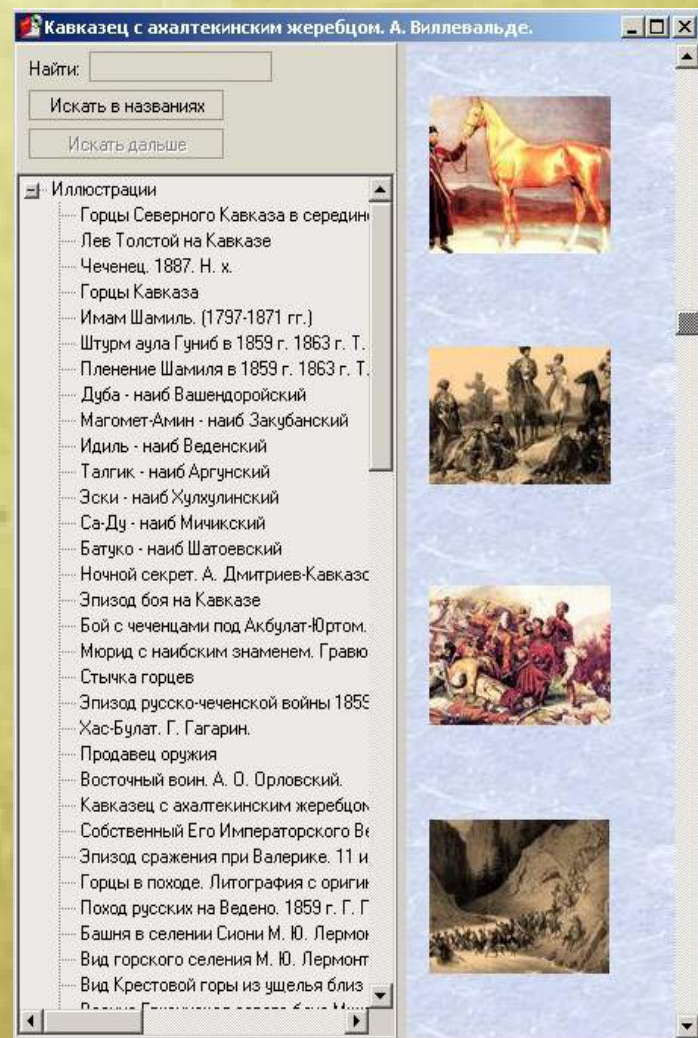 Кавказец с ахалтекинским жеребцом. А. Виллевальде.
Найти:
Искать в названиях
Искать дальше
Иллюстрации
Горцы Северного Кавказа в середин
Лев Толстой на Кавказе
Чеченец. 1887. Н. х.
Горцы Кавказа
Имам Шамиль. (1797-1871 гг.)
Штурм аула Гуниб в 1859 г. 1863 г. Т.
Пленение Шамиля в 1859 г. 1863 г. Т.
Дуба - наиб Вашендоройский
Магомет-Амин - наиб Закубанский
Идиль - наиб Веденский
Талгик - наиб Аргунский
Эски - наиб Хулхулинский
Са-Ду - наиб Мичикский
Батуко - наиб Шатоевский
Ночной секрет. А. Дмитриев-Кавказс
Эпизод боя на Кавказе
Бой с чеченцами под Акбулат-Юртом.
Мюрид с наибским знаменем. Гравю
Стычка горцев
Эпизод русско-чеченской войны 1859
Хас-Булат. Г. Гагарин.
Продавец оружия
Восточный воин. А. О. Орловский.
Кавказец с ахалтекинским жеребцом
Собственный Его Императорского Ве
Эпизод сражения при Валерике. 11 и
Горцы в походе. Литография с оригин
Поход русских на Ведено. 1859 г. Г. Г
Башня в селении Сиони М. Ю. Лермон
Вид горского селения М. Ю. Лермонт
Вид Крестовой горы из ущелья близ